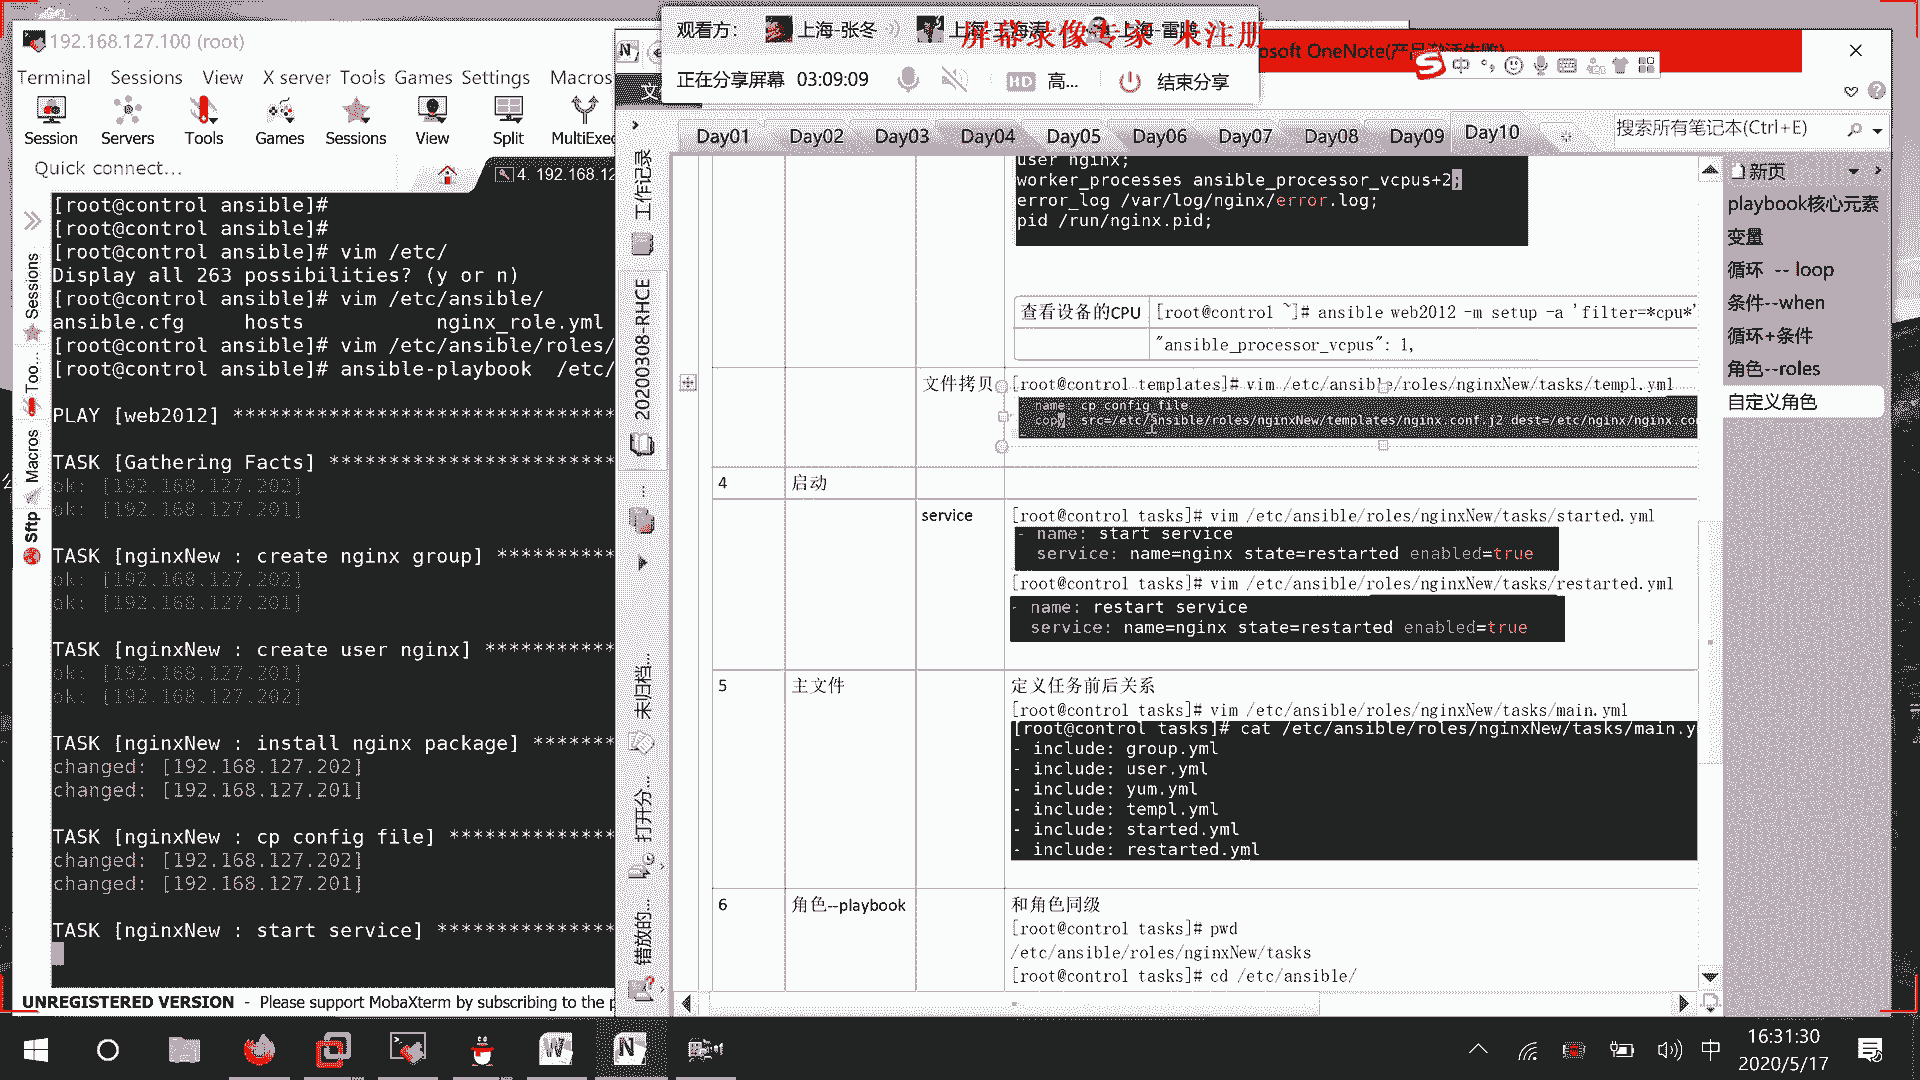 192.168.127.100 (root)
Terminal Sessions View X server Tools Games Settings Macros
Session Servers Tools Games Sessions View Split MultiExec
Quick connect...
4. 192.168.12
[root@control ansible]#
[root@control ansible]#
[root@control ansible]# vim /etc/
Display all 263 possibilities? (y or n)
[root@control ansible]# vim /etc/ansible/
ansible.cfg hosts nginx_role.yml
[root@control ansible]# vim /etc/ansible/roles/
[root@control ansible]# ansible-playbook /etc/
PLAY [web2012] ********************************
TASK [Gathering Facts] ************************
ok: [192.168.127.202]
ok: [192.168.127.201]
TASK [nginxNew : create nginx group] **********
ok: [192.168.127.202]
ok: [192.168.127.201]
TASK [nginxNew : create user nginx] ***********
ok: [192.168.127.201]
ok: [192.168.127.202]
TASK [nginxNew : install nginx package] *******
changed: [192.168.127.202]
changed: [192.168.127.201]
TASK [nginxNew : cp config file] **************
changed: [192.168.127.202]
changed: [192.168.127.201]
TASK [nginxNew : start service] ***************
UNREGISTERED VERSION - Please support MobaXterm by subscribing to the p
Sessions
Too...
Macros
Sftp
观看方: 上海-张冬 上海-雷鹏
屏幕录像专家 未注册
正在分享屏幕 03:09:09 HD 高... 结束分享
osoft OneNote(产品激活失败)
中
文
Day01 Day02 Day03 Day04 Day05 Day06 Day07 Day08 Day09 Day10
搜索所有笔记本(Ctrl+E)
工作记录
20200308-RHCE
...
未归档...
打开分...
错放的...
user nginx;
worker_processes ansible_processor_vcpus+2;
error_log /var/log/nginx/error.log;
pid /run/nginx.pid;
查看设备的CPU [root@control ~]# ansible web2012 -m setup -a 'filter=*cpu*'
"ansible_processor_vcpus": 1,
文件拷贝 [root@control templates]# vim /etc/ansible/roles/nginxNew/tasks/templ.yml
name: cp config file
copy: src=/etc/ansible/roles/nginxNew/templates/nginx.conf.j2 dest=/etc/nginx/nginx.co
4 启动
service [root@control tasks]# vim /etc/ansible/roles/nginxNew/tasks/started.yml
- name: start service
service: name=nginx state=restarted enabled=true
[root@control tasks]# vim /etc/ansible/roles/nginxNew/tasks/restarted.yml
- name: restart service
service: name=nginx state=restarted enabled=true
5 主文件 定义任务前后关系
[root@control tasks]# vim /etc/ansible/roles/nginxNew/tasks/main.yml
[root@control tasks]# cat /etc/ansible/roles/nginxNew/tasks/main.y
- include: group.yml
- include: user.yml
- include: yum.yml
- include: templ.yml
- include: started.yml
- include: restarted.yml
6 角色--playbook 和角色同级
[root@control tasks]# pwd
/etc/ansible/roles/nginxNew/tasks
[root@control tasks]# cd /etc/ansible/
新页
playbook核心元素
变量
循环 -- loop
条件--when
循环+条件
角色--roles
自定义角色
中
16:31:30
2020/5/17